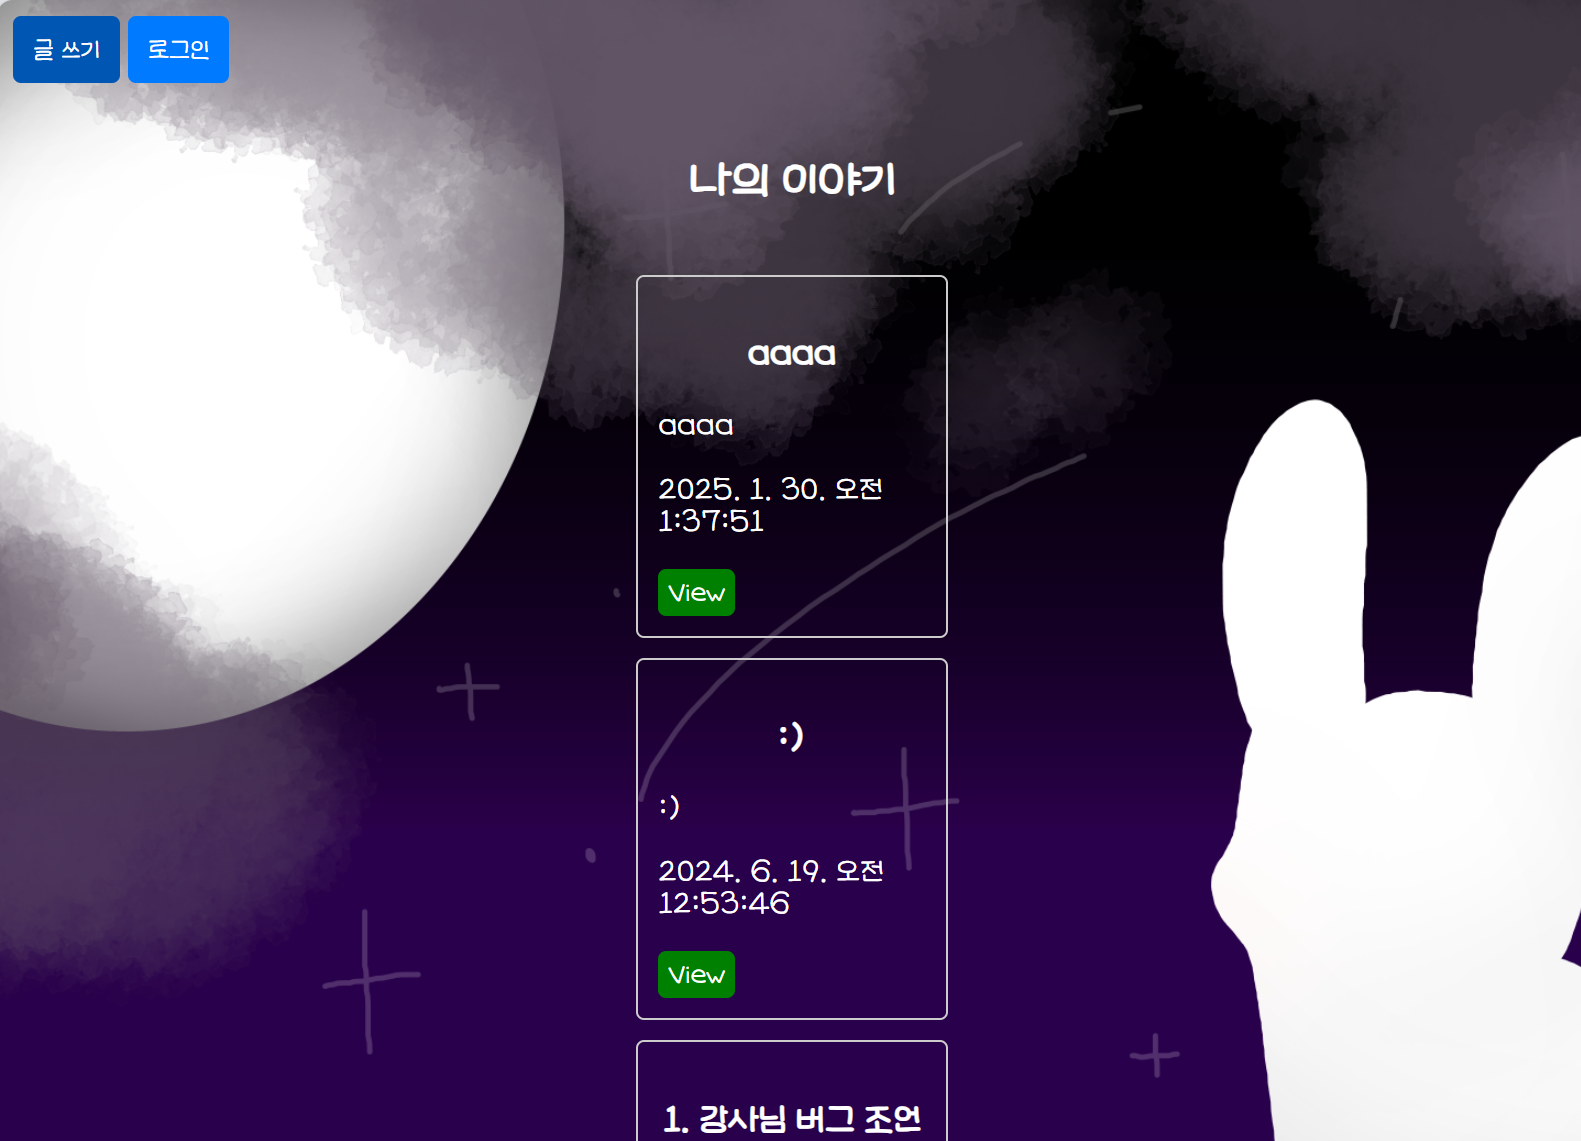 글 쓰기
로그인
나의 이야기
aaaa
aaaa
2025. 1. 30. 오전
1:37:51
View
:)
:)
2024. 6. 19. 오전
12:53:46
View
1. 강사님 버그 조언